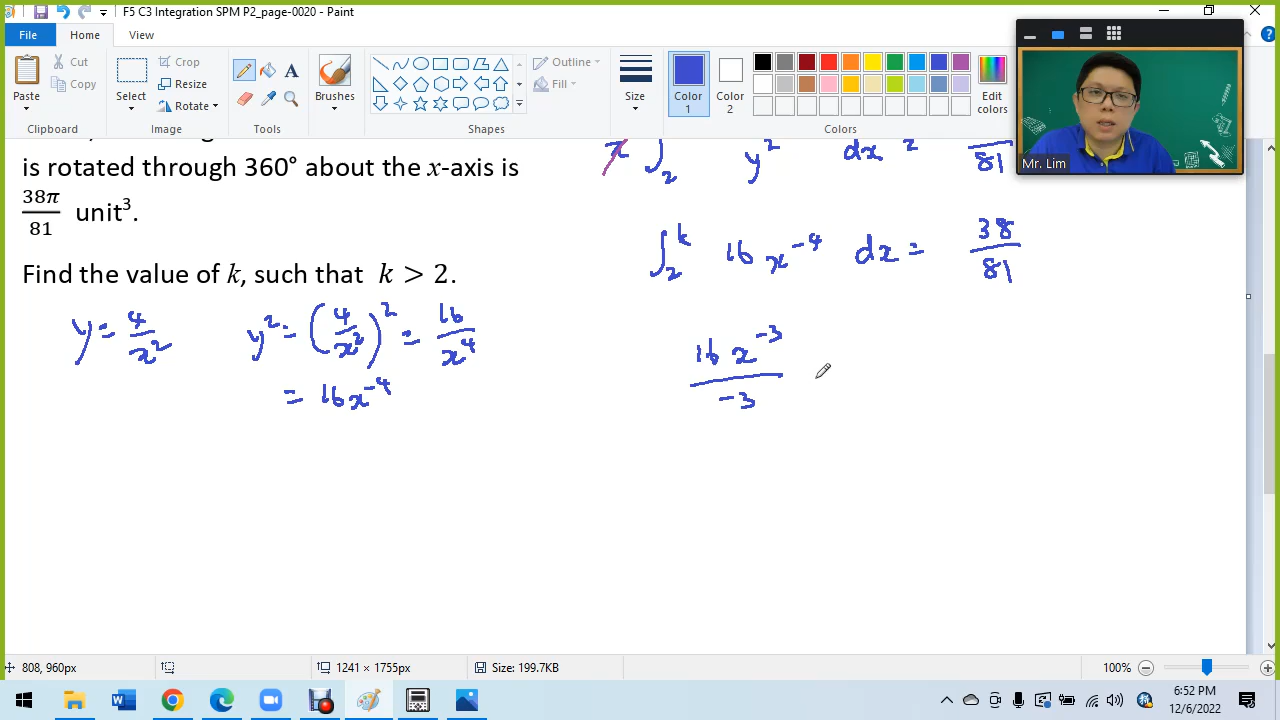 F5 C3 Integration SPM P2_page-0020 - Paint
File Home View
Paste Cut Copy Select Crop Resize Rotate A Brushes Outline Fill Size Color 1 Color 2 Edit colors
Clipboard Image Tools Shapes Colors
Mr. Lim
π ∫₂ y² dx = /81
is rotated through 360° about the x-axis is
38π/81 unit³.
∫₂ᵏ 16x⁻⁴ dx = 38/81
Find the value of k, such that k > 2.
y = 4/x² y² = (4/x²)² = 16/x⁴
= 16x⁻⁴
16x⁻³/-3
808, 960px 1241 × 1755px Size: 199.7KB 100%
6:52 PM
12/6/2022